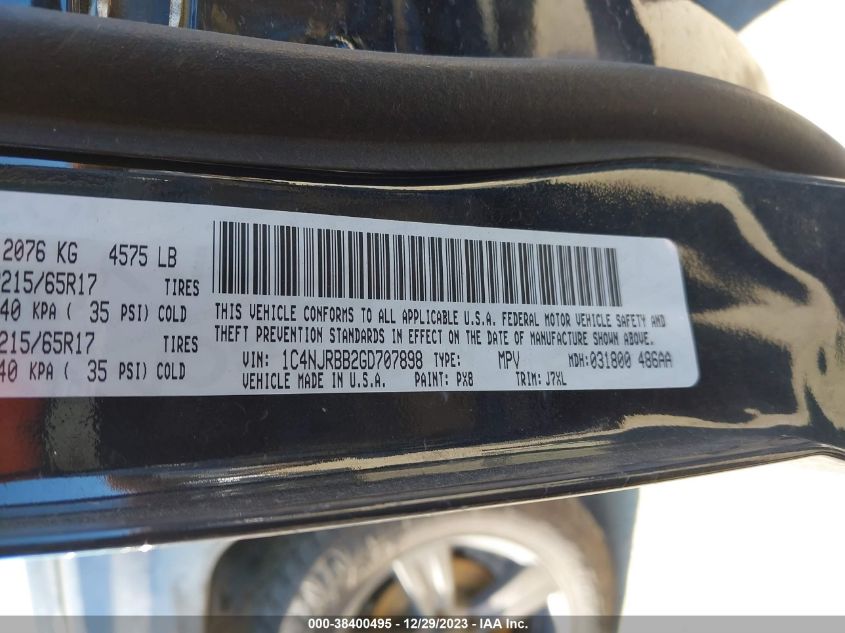 2076 KG 4575 LB
215/65R17 TIRES
40 KPA ( 35 PSI) COLD
215/65R17 TIRES
40 KPA ( 35 PSI) COLD
THIS VEHICLE CONFORMS TO ALL APPLICABLE U.S.A. FEDERAL MOTOR VEHICLE SAFETY AND
THEFT PREVENTION STANDARDS IN EFFECT ON THE DATE OF MANUFACTURE SHOWN ABOVE.
VIN: 1C4NJRBB2GD707898 TYPE: MPV MDH:031800 486AA
VEHICLE MADE IN U.S.A. PAINT: PX8 TRIM: J7XL
000-38400495 - 12/29/2023 - IAA Inc.